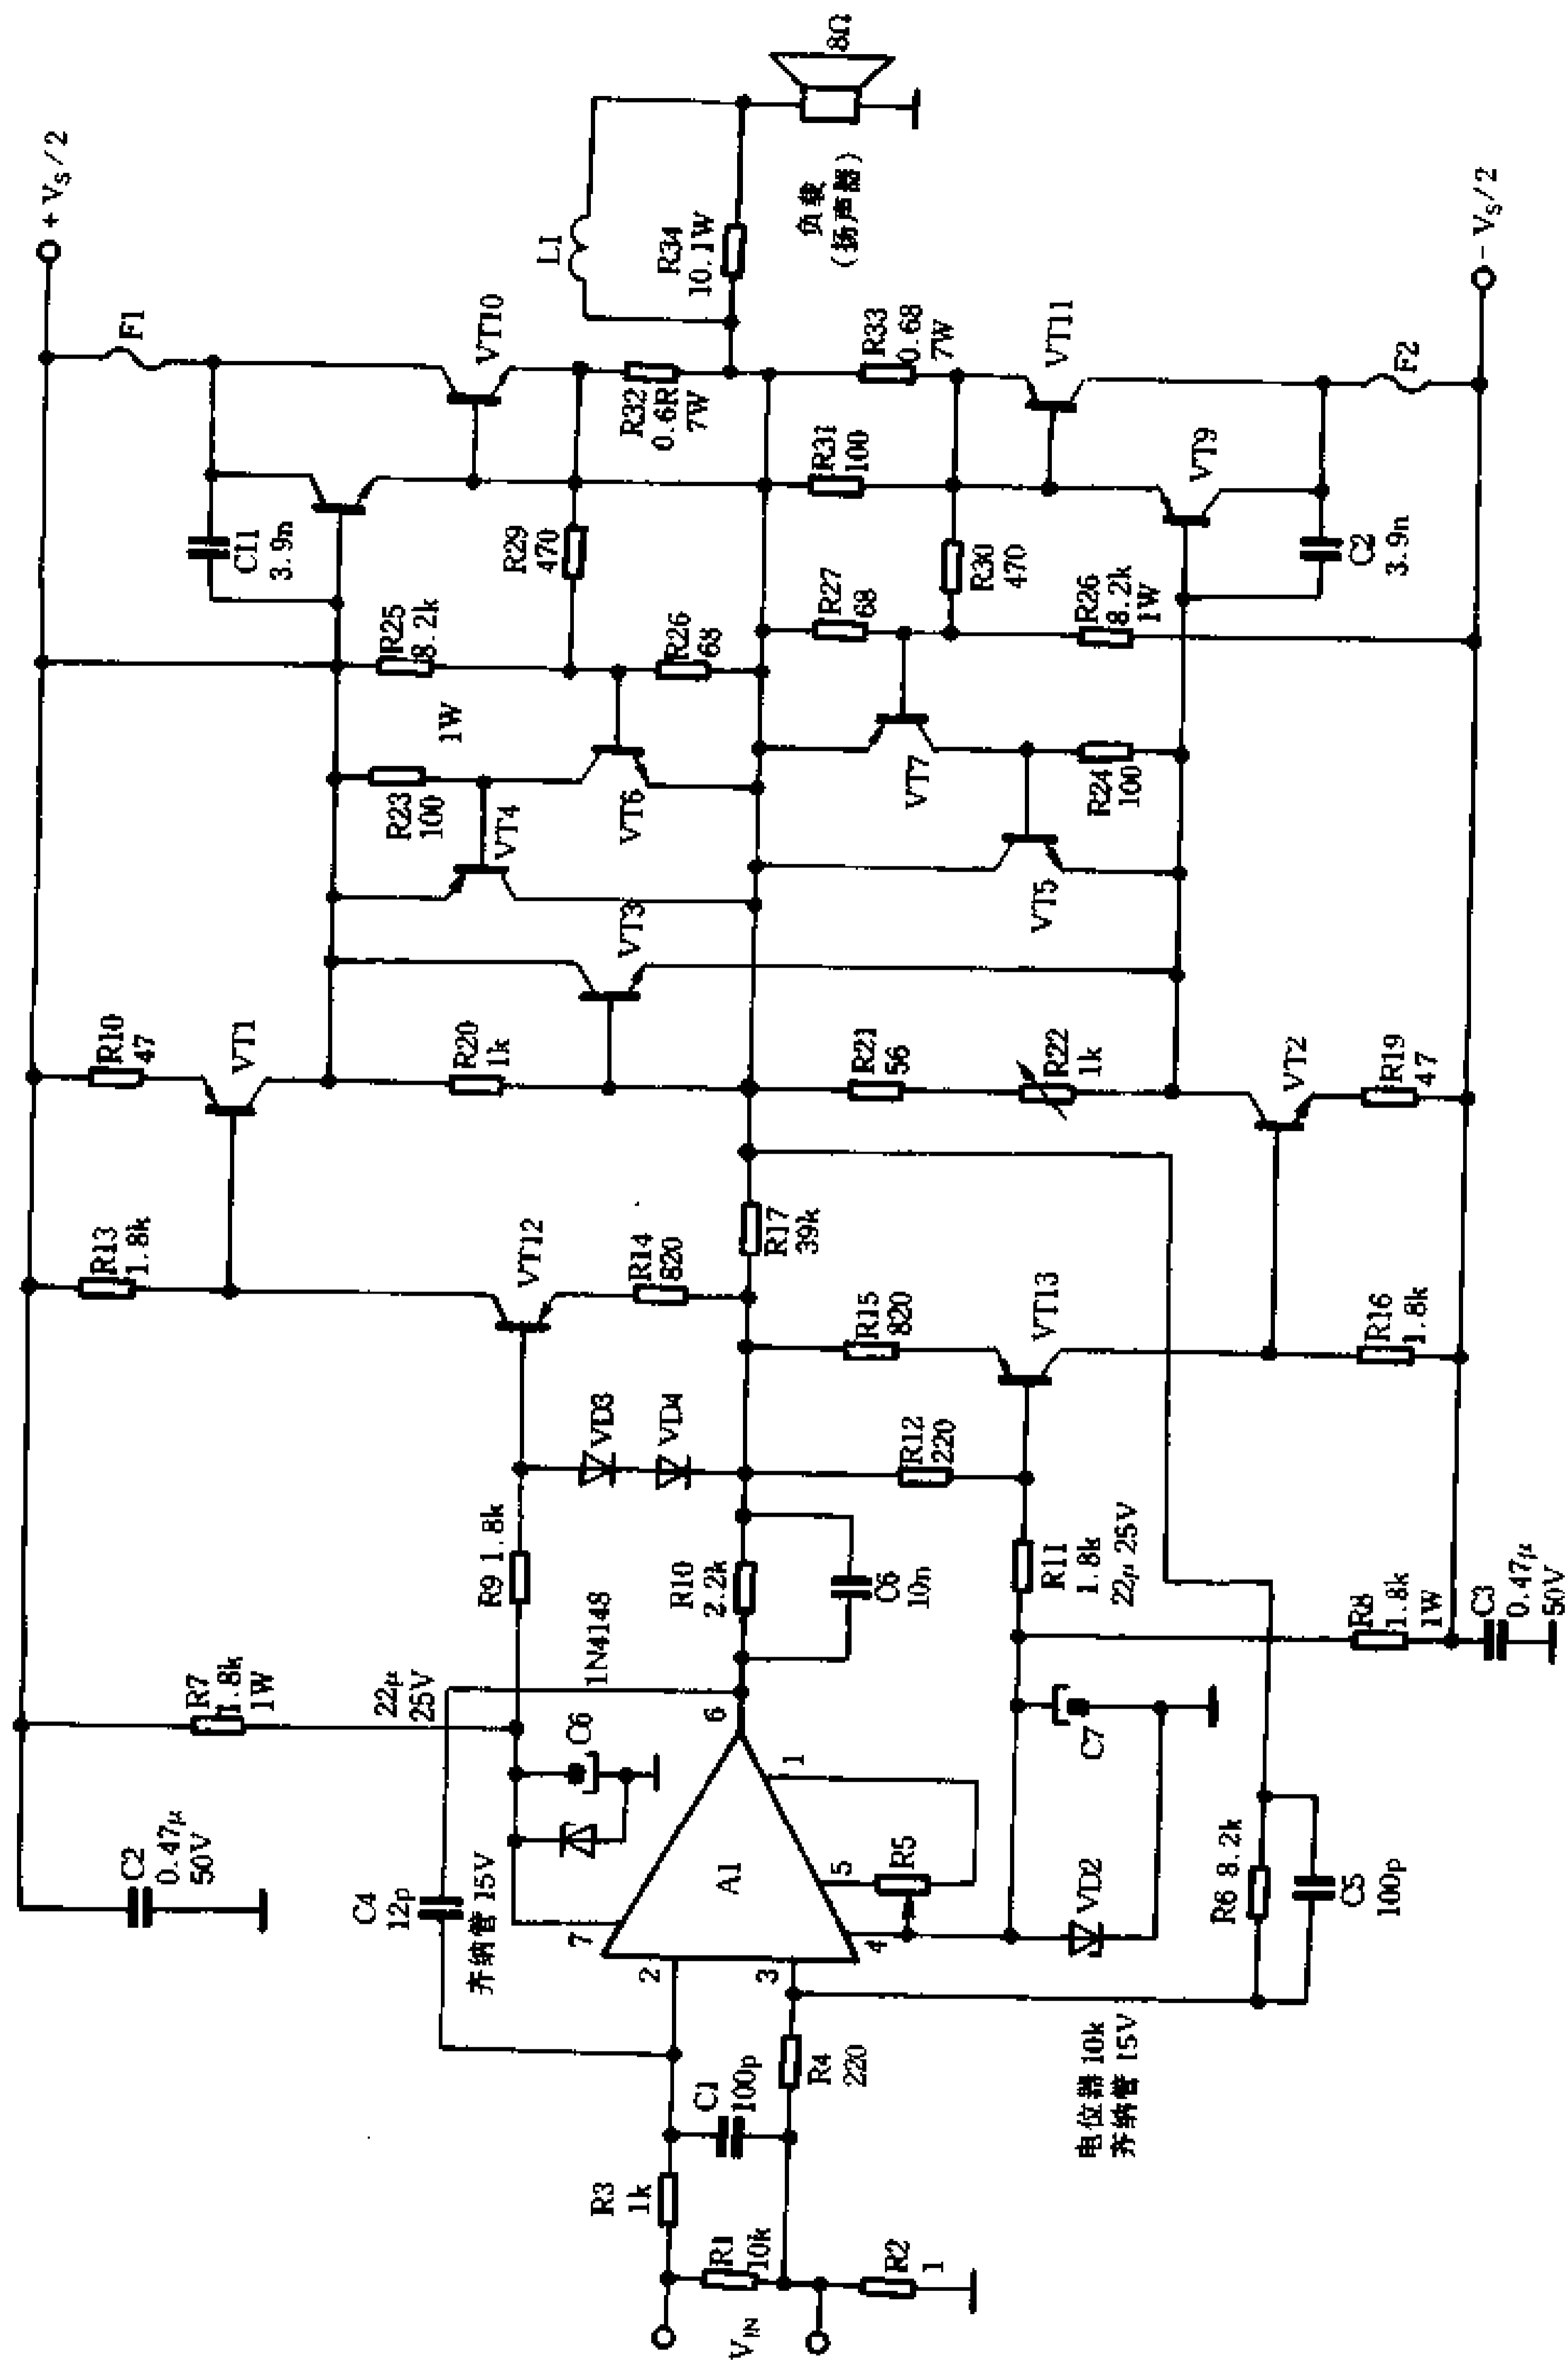 +VS/2
F1
VT10
C11
3.9n
R25
8.2k
1W
R23
100
VT4
VT6
R29
470
R26
68
R32
0.6R
7W
L1
R34
10.1W
8Ω
负载
(扬声器)
R33
0.68
7W
VT11
F2
-VS/2
R31
100
R30
470
R27
68
R26
8.2k
1W
VT9
C2
3.9n
VT7
R24
100
VT5
VT3
R10
47
VT1
R20
1k
R21
56
R22
1k
VT2
R19
47
R13
1.8k
VT12
R14
820
R17
39k
R15
820
VT13
R16
1.8k
VD3
VD4
R12
220
R9 1.8k
R10
2.2k
C6
10n
R11
1.8k
22μ 25V
R8
1.8k
1W
C3
0.47μ
50V
R7
1.8k
1W
22μ
25V
1N4148
C6
C7
C2
0.47μ
50V
C4
12p
齐纳管 15V
7
6
1
A1
5
R5
4
VD2
2
3
R6 8.2k
C5
100p
电位器 10k
齐纳管 15V
C1
100p
R4
220
R3
1k
R1
10k
R2
1
VIN